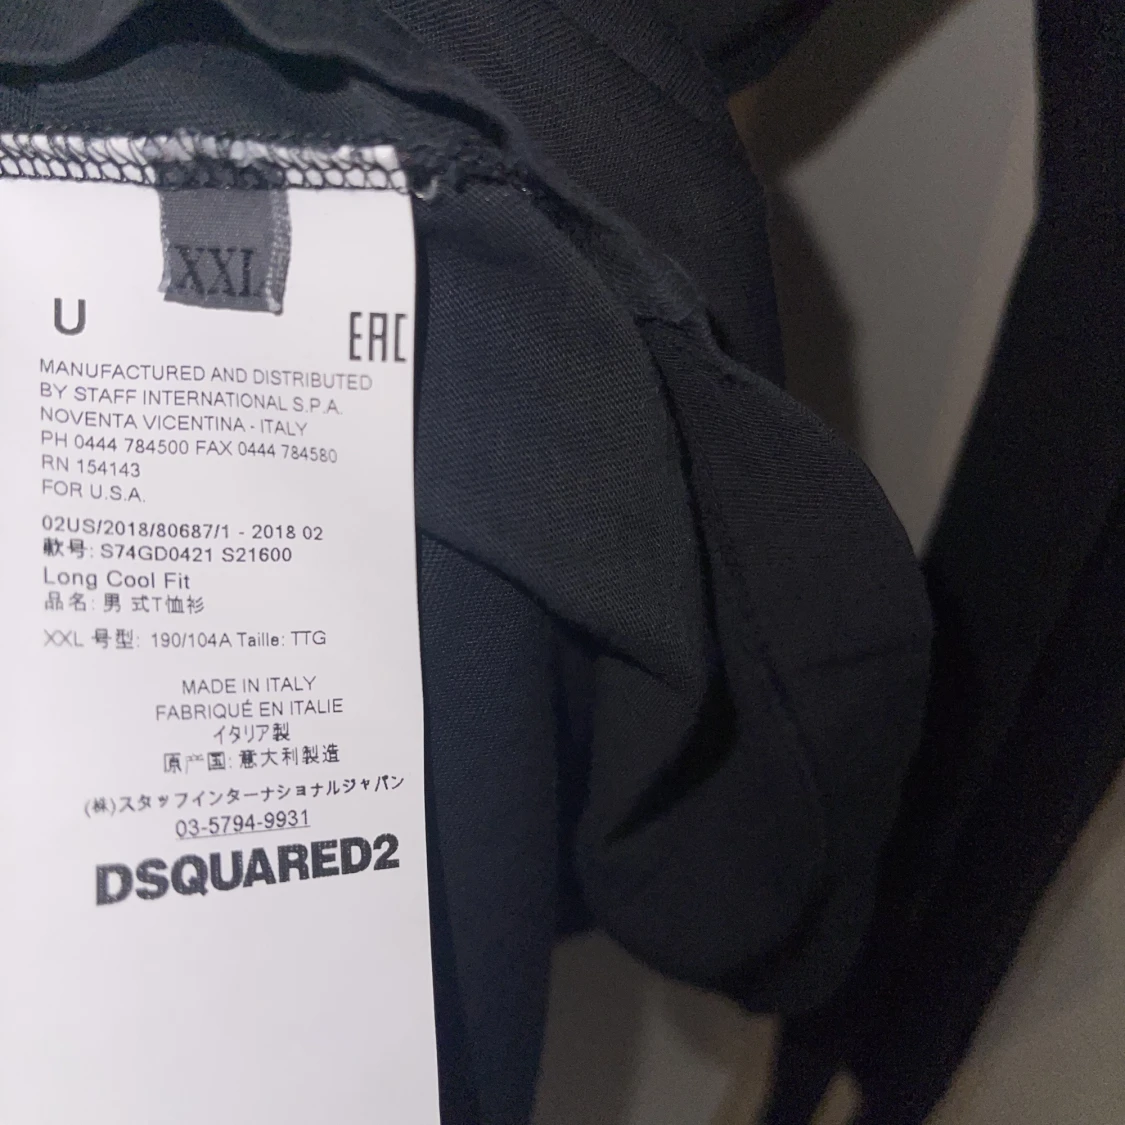 XXL
U
EAC
MANUFACTURED AND DISTRIBUTED
BY STAFF INTERNATIONAL S.P.A.
NOVENTA VICENTINA - ITALY
PH 0444 784500 FAX 0444 784580
RN 154143
FOR U.S.A.
02US/2018/80687/1 - 2018 02
款号: S74GD0421 S21600
Long Cool Fit
品名: 男 式T恤衫
XXL 号型: 190/104A Taille: TTG
MADE IN ITALY
FABRIQUÉ EN ITALIE
イタリア製
原产国: 意大利製造
(株)スタッフインターナショナルジャパン
03-5794-9931
DSQUARED2